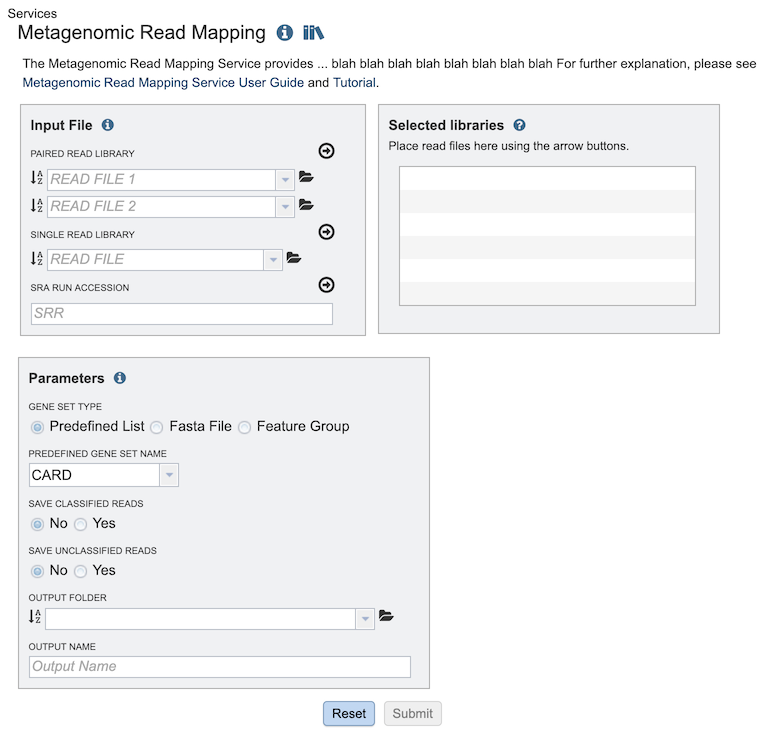 Services
Metagenomic Read Mapping
The Metagenomic Read Mapping Service provides ... blah blah blah blah blah blah blah blah For further explanation, please see
Metagenomic Read Mapping Service User Guide and Tutorial.
Input File
PAIRED READ LIBRARY
READ FILE 1
READ FILE 2
SINGLE READ LIBRARY
READ FILE
SRA RUN ACCESSION
SRR
Selected libraries
Place read files here using the arrow buttons.
Parameters
GENE SET TYPE
Predefined List Fasta File Feature Group
PREDEFINED GENE SET NAME
CARD
SAVE CLASSIFIED READS
No Yes
SAVE UNCLASSIFIED READS
No Yes
OUTPUT FOLDER
OUTPUT NAME
Output Name
Reset Submit